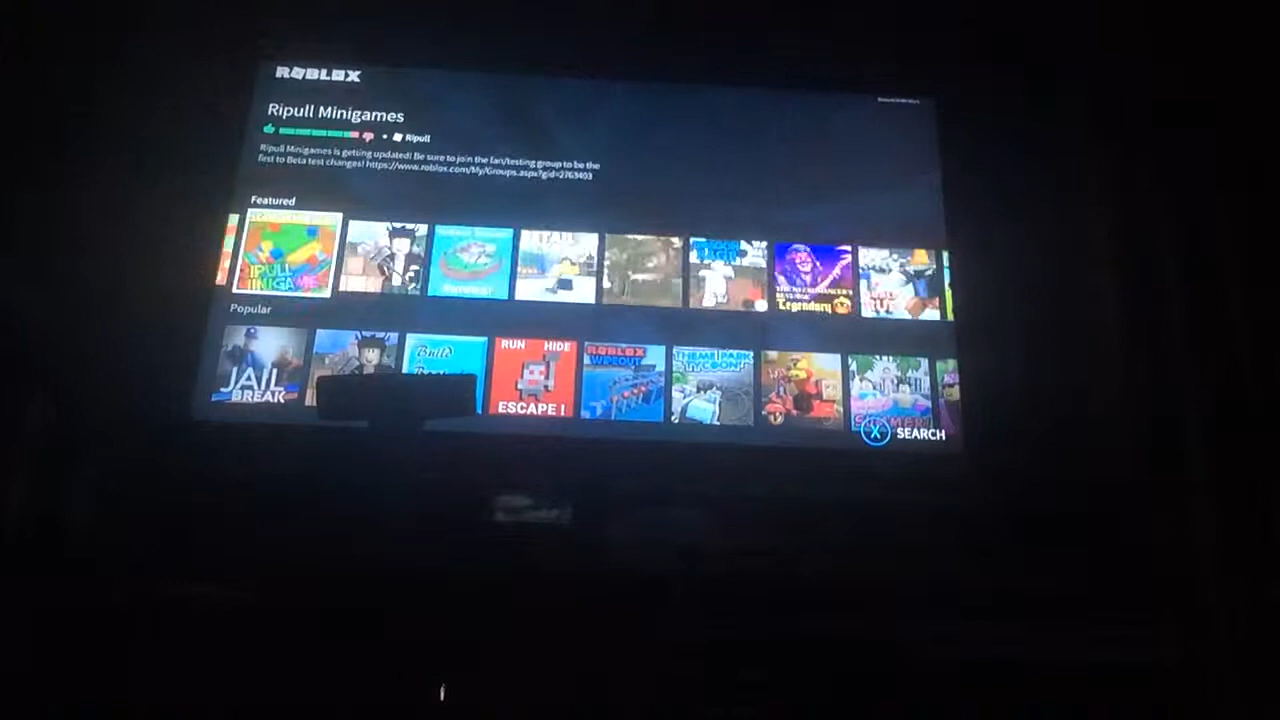 ROBLOX
Ripull Minigames
Ripull
Ripull Minigames is getting updated! Be sure to join the fan/testing group to be the
first to Beta test changes! https://www.roblox.com/My/Groups.aspx?gid=2763403
Featured
RIPULL
MINIGAMES
Legendary
Popular
JAIL
BREAK
Build
RUN HIDE
ESCAPE!
ROBLOX
WIPEOUT
THEME PARK
TYCOON
SUMMER
X SEARCH